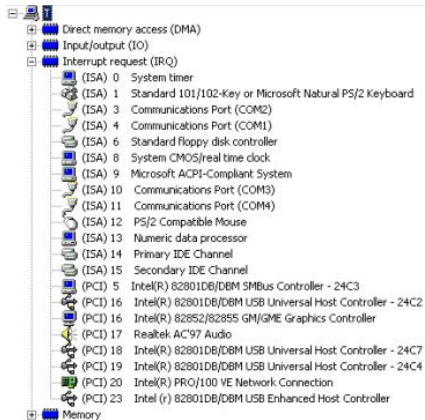 Direct memory access (DMA)
Input/output (IO)
Interrupt request (IRQ)
(ISA) 0 System timer
(ISA) 1 Standard 101/102-Key or Microsoft Natural PS/2 Keyboard
(ISA) 3 Communications Port (COM2)
(ISA) 4 Communications Port (COM1)
(ISA) 6 Standard floppy disk controller
(ISA) 8 System CMOS/real time clock
(ISA) 9 Microsoft ACPI-Compliant System
(ISA) 10 Communications Port (COM3)
(ISA) 11 Communications Port (COM4)
(ISA) 12 PS/2 Compatible Mouse
(ISA) 13 Numeric data processor
(ISA) 14 Primary IDE Channel
(ISA) 15 Secondary IDE Channel
(PCI) 5 Intel(R) 82801DB/DBM SMBus Controller - 24C3
(PCI) 16 Intel(R) 82801DB/DBM USB Universal Host Controller - 24C2
(PCI) 16 Intel(R) 82852/82855 GM/GME Graphics Controller
(PCI) 17 Realtek AC'97 Audio
(PCI) 18 Intel(R) 82801DB/DBM USB Universal Host Controller - 24C7
(PCI) 19 Intel(R) 82801DB/DBM USB Universal Host Controller - 24C4
(PCI) 20 Intel(R) PRO/100 VE Network Connection
(PCI) 23 Intel (r) 82801DB/DBM USB Enhanced Host Controller
Memory